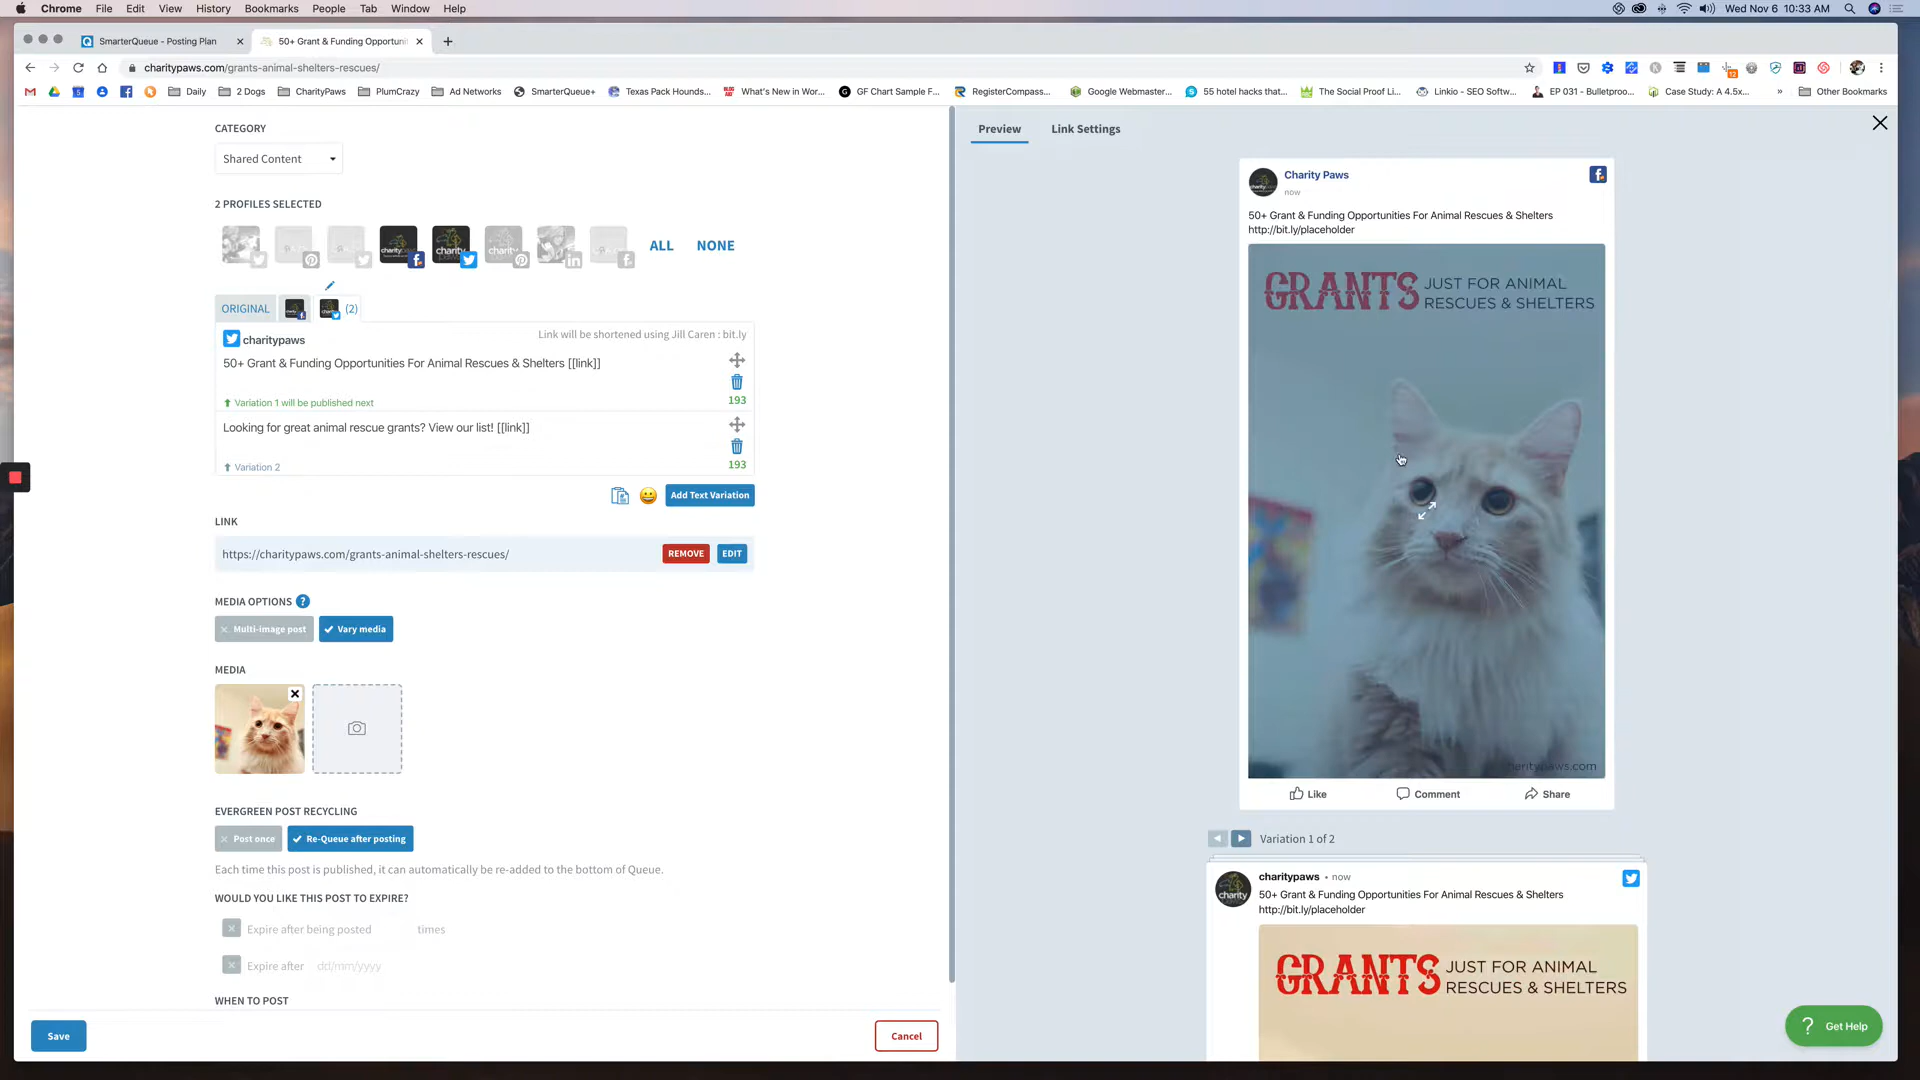 Chrome File Edit View History Bookmarks People Tab Window Help
Wed Nov 6 10:33 AM
SmarterQueue - Posting Plan
50+ Grant & Funding Opportuni
charitypaws.com/grants-animal-shelters-rescues/
12
Daily
2 Dogs
CharityPaws
PlumCrazy
Ad Networks
SmarterQueue+
Texas Pack Hounds...
What's New in Wor...
GF Chart Sample F...
RegisterCompass...
Google Webmaster...
55 hotel hacks that...
The Social Proof Li...
Linkio - SEO Softw...
EP 031 - Bulletproo...
Case Study: A 4.5x...
»
Other Bookmarks
CATEGORY
Shared Content
2 PROFILES SELECTED
ALL
NONE
ORIGINAL
(2)
charitypaws
Link will be shortened using Jill Caren : bit.ly
50+ Grant & Funding Opportunities For Animal Rescues & Shelters [[link]]
Variation 1 will be published next
193
Looking for great animal rescue grants? View our list! [[link]]
Variation 2
193
Add Text Variation
LINK
https://charitypaws.com/grants-animal-shelters-rescues/
REMOVE
EDIT
MEDIA OPTIONS ?
Multi-image post
Vary media
MEDIA
EVERGREEN POST RECYCLING
Post once
Re-Queue after posting
Each time this post is published, it can automatically be re-added to the bottom of Queue.
WOULD YOU LIKE THIS POST TO EXPIRE?
Expire after being posted times
Expire after dd/mm/yyyy
WHEN TO POST
Save
Cancel
Preview
Link Settings
Charity Paws
now
50+ Grant & Funding Opportunities For Animal Rescues & Shelters
http://bit.ly/placeholder
GRANTS JUST FOR ANIMAL
RESCUES & SHELTERS
Like
Comment
Share
Variation 1 of 2
charity
charitypaws • now
50+ Grant & Funding Opportunities For Animal Rescues & Shelters
http://bit.ly/placeholder
GRANTS JUST FOR ANIMAL
RESCUES & SHELTERS
? Get Help